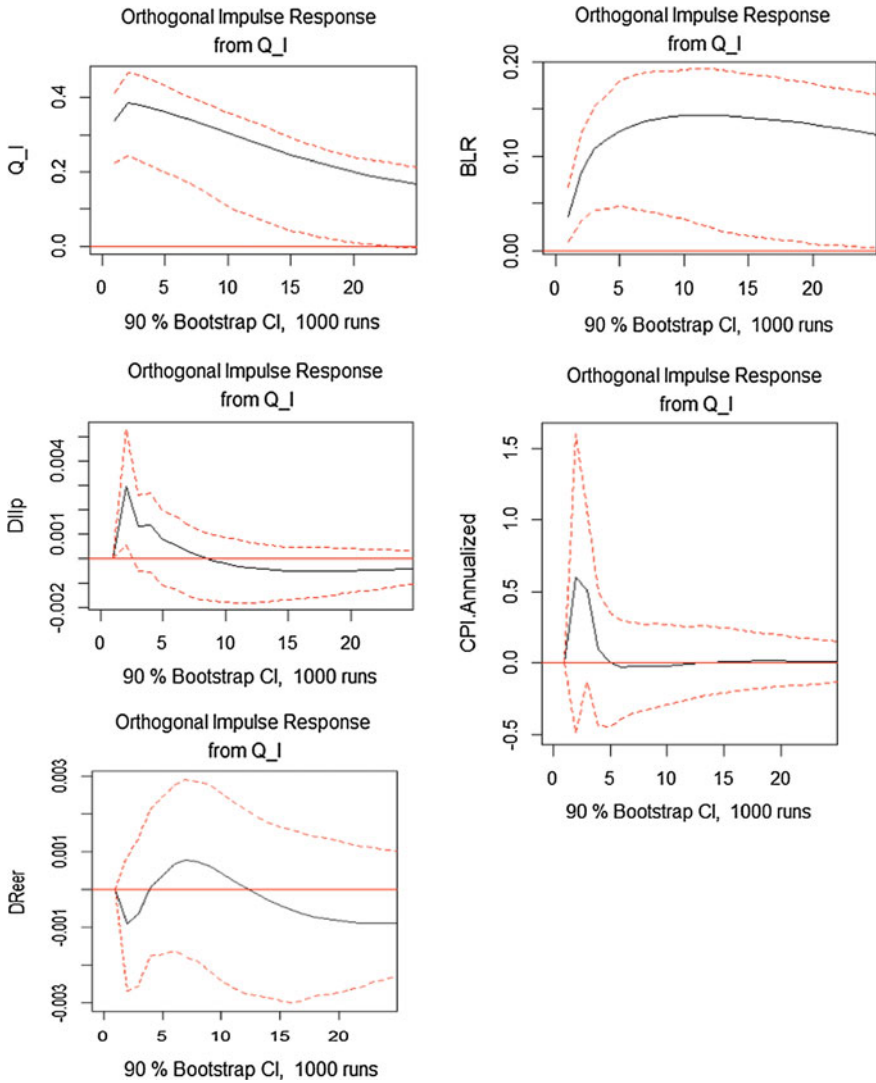 Orthogonal Impulse Response
from Q_I
Q_I
0.4
0.2
0.0
0 5 10 15 20
90 % Bootstrap CI, 1000 runs
Orthogonal Impulse Response
from Q_I
BLR
0.20
0.10
0.00
0 5 10 15 20
90 % Bootstrap CI, 1000 runs
Orthogonal Impulse Response
from Q_I
DIIp
0.004
0.001
-0.002
0 5 10 15 20
90 % Bootstrap CI, 1000 runs
Orthogonal Impulse Response
from Q_I
CPI.Annualized
1.5
1.0
0.5
0.0
-0.5
0 5 10 15 20
90 % Bootstrap CI, 1000 runs
Orthogonal Impulse Response
from Q_I
DReer
0.003
0.001
-0.001
-0.003
0 5 10 15 20
90 % Bootstrap CI, 1000 runs